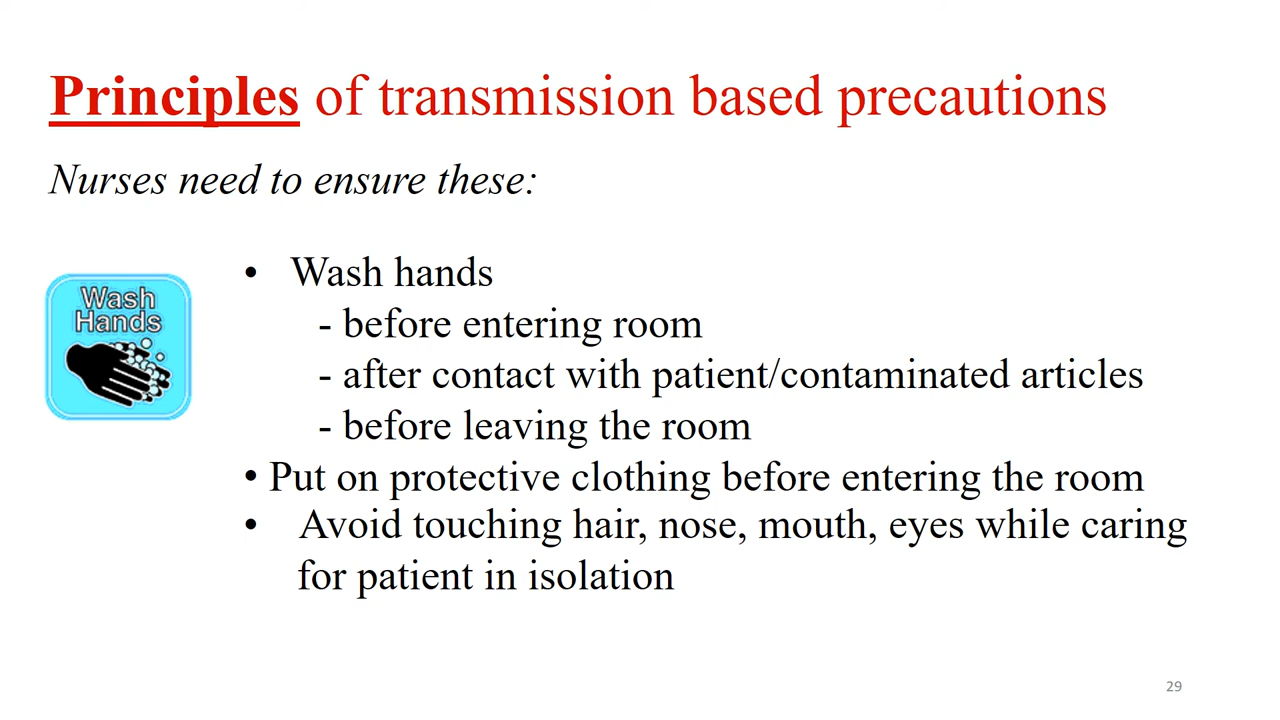 Principles of transmission based precautions
Nurses need to ensure these:
Wash
Hands
• Wash hands
- before entering room
- after contact with patient/contaminated articles
- before leaving the room
• Put on protective clothing before entering the room
• Avoid touching hair, nose, mouth, eyes while caring
for patient in isolation
29